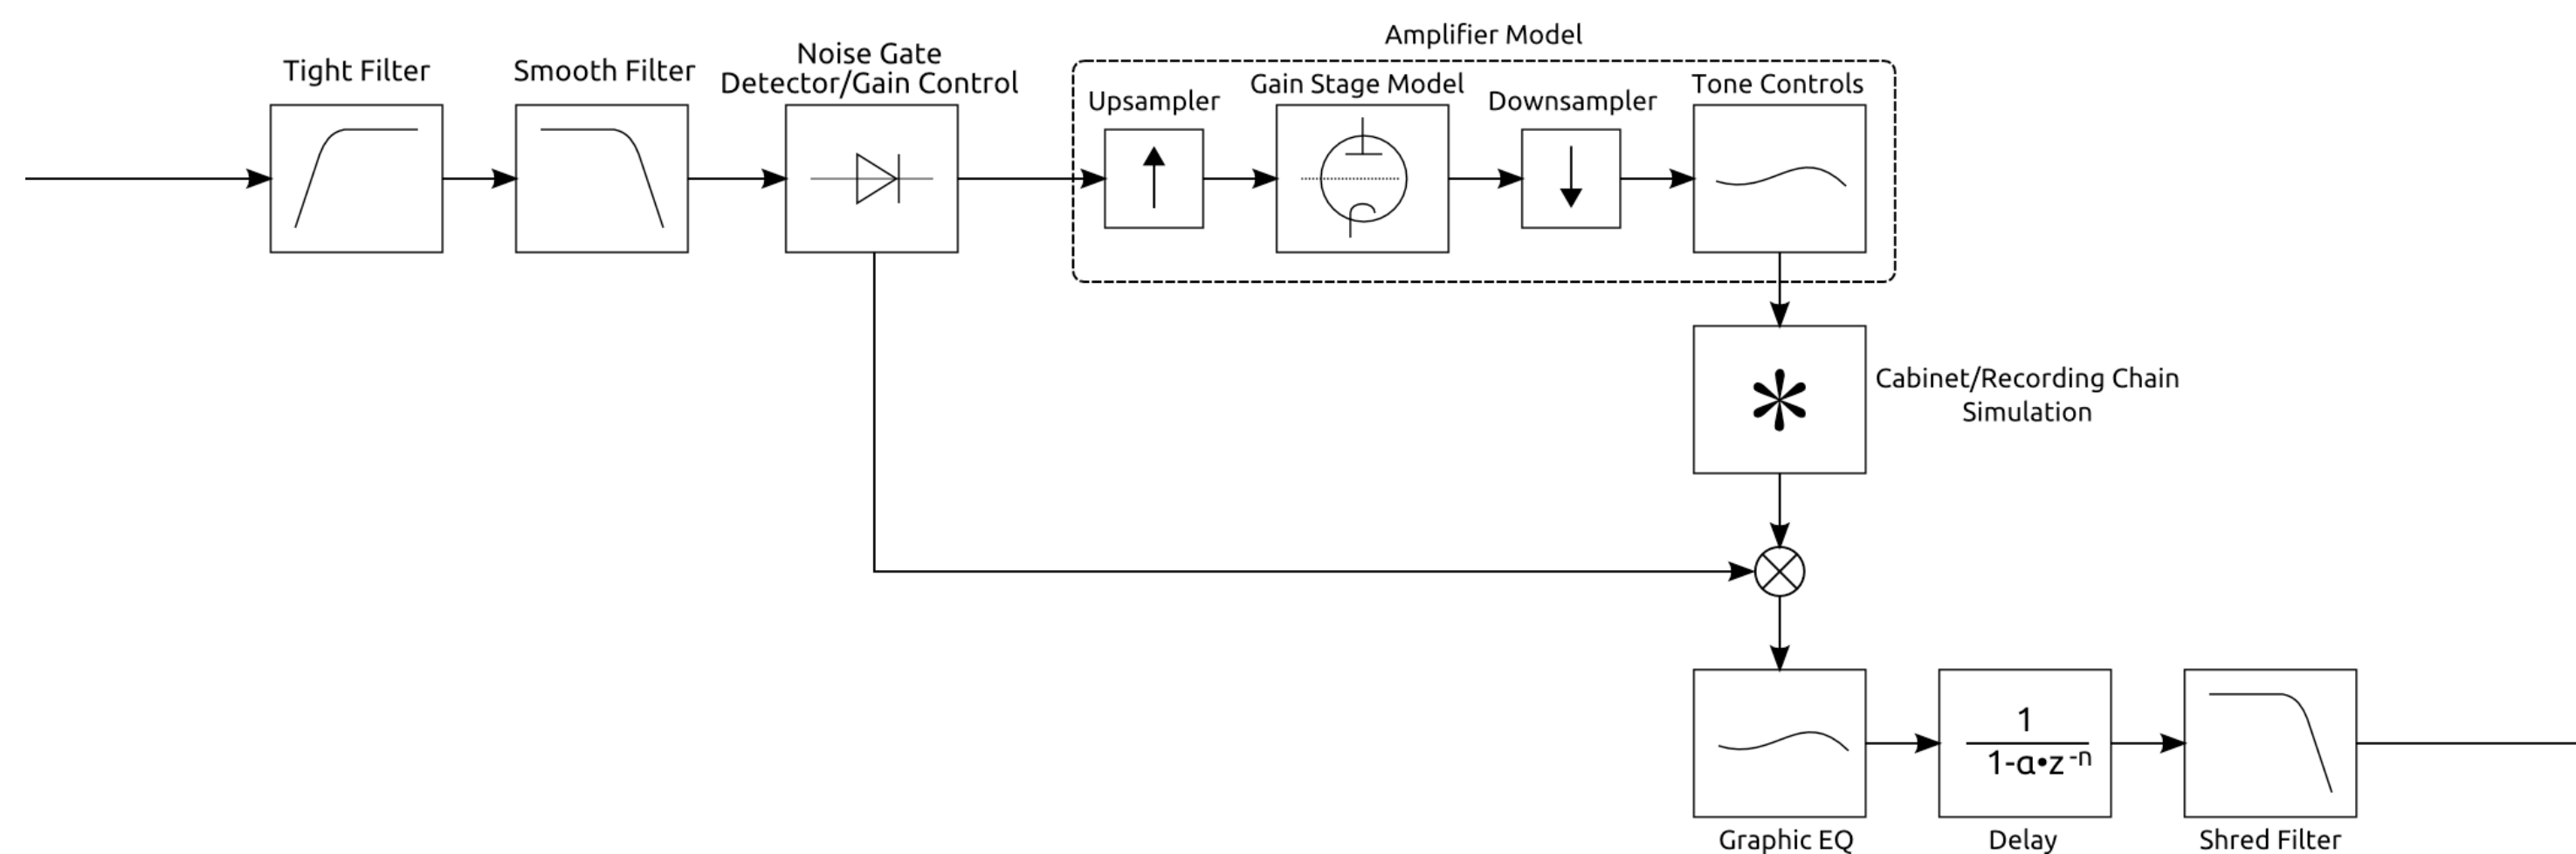 Amplifier Model
Tight Filter
Smooth Filter
Noise Gate
Detector/Gain Control
Upsampler
Gain Stage Model
Downsampler
Tone Controls
Cabinet/Recording Chain
Simulation
1
1-a•z⁻ⁿ
Graphic EQ
Delay
Shred Filter